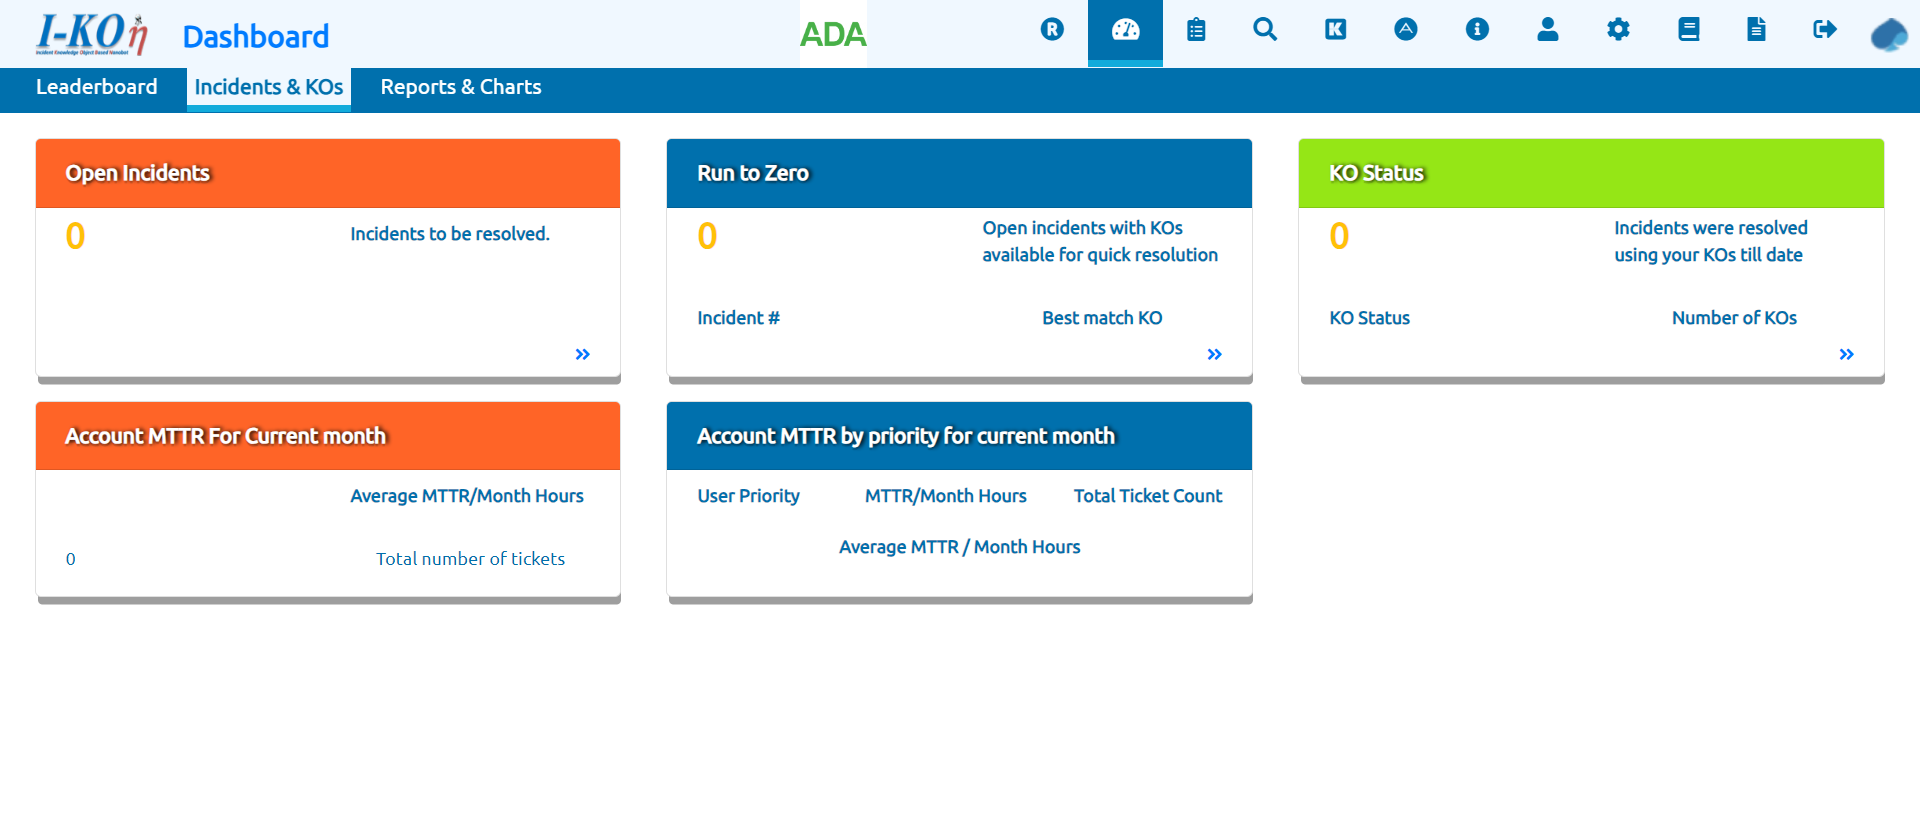 I-KOη
Incident Knowledge Object Based Nanobot
Dashboard
ADA
R
K
A
i
Leaderboard
Incidents & KOs
Reports & Charts
Open Incidents
0
Incidents to be resolved.
»
Run to Zero
0
Open incidents with KOs
available for quick resolution
Incident #
Best match KO
»
KO Status
0
Incidents were resolved
using your KOs till date
KO Status
Number of KOs
»
Account MTTR For Current month
Average MTTR/Month Hours
0
Total number of tickets
Account MTTR by priority for current month
User Priority
MTTR/Month Hours
Total Ticket Count
Average MTTR / Month Hours